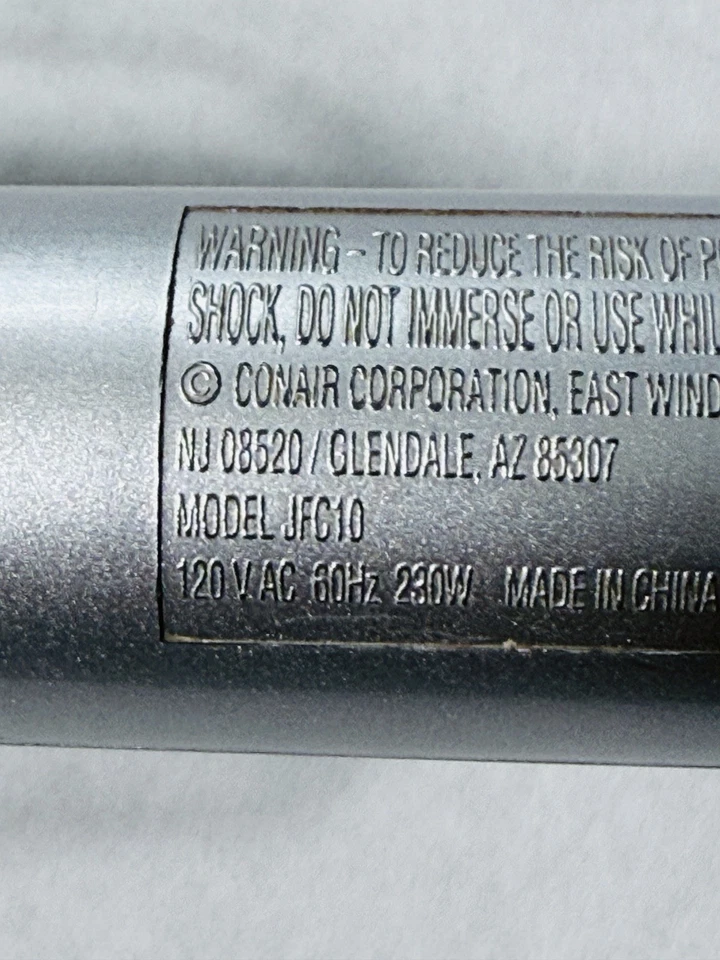 WARNING – TO REDUCE THE RISK OF
SHOCK, DO NOT IMMERSE OR USE
© CONAIR CORPORATION, EAST
NJ 08520 / GLENDALE, AZ 85307
MODEL JFC10
120 V AC 60Hz 230W MADE IN CHINA